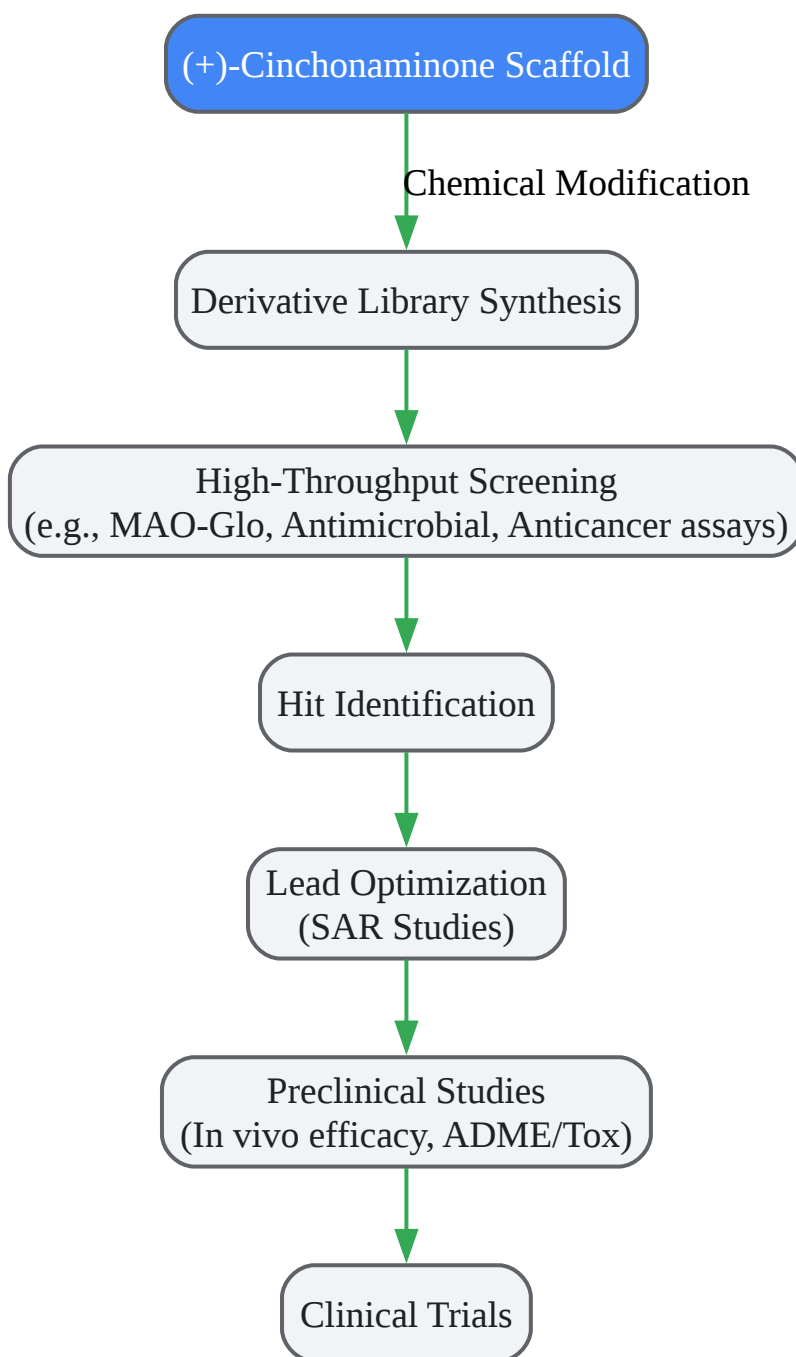 (+)-Cinchonaminone Scaffold
Chemical Modification
Derivative Library Synthesis
High-Throughput Screening
(e.g., MAO-Glo, Antimicrobial, Anticancer assays)
Hit Identification
Lead Optimization
(SAR Studies)
Preclinical Studies
(In vivo efficacy, ADME/Tox)
Clinical Trials